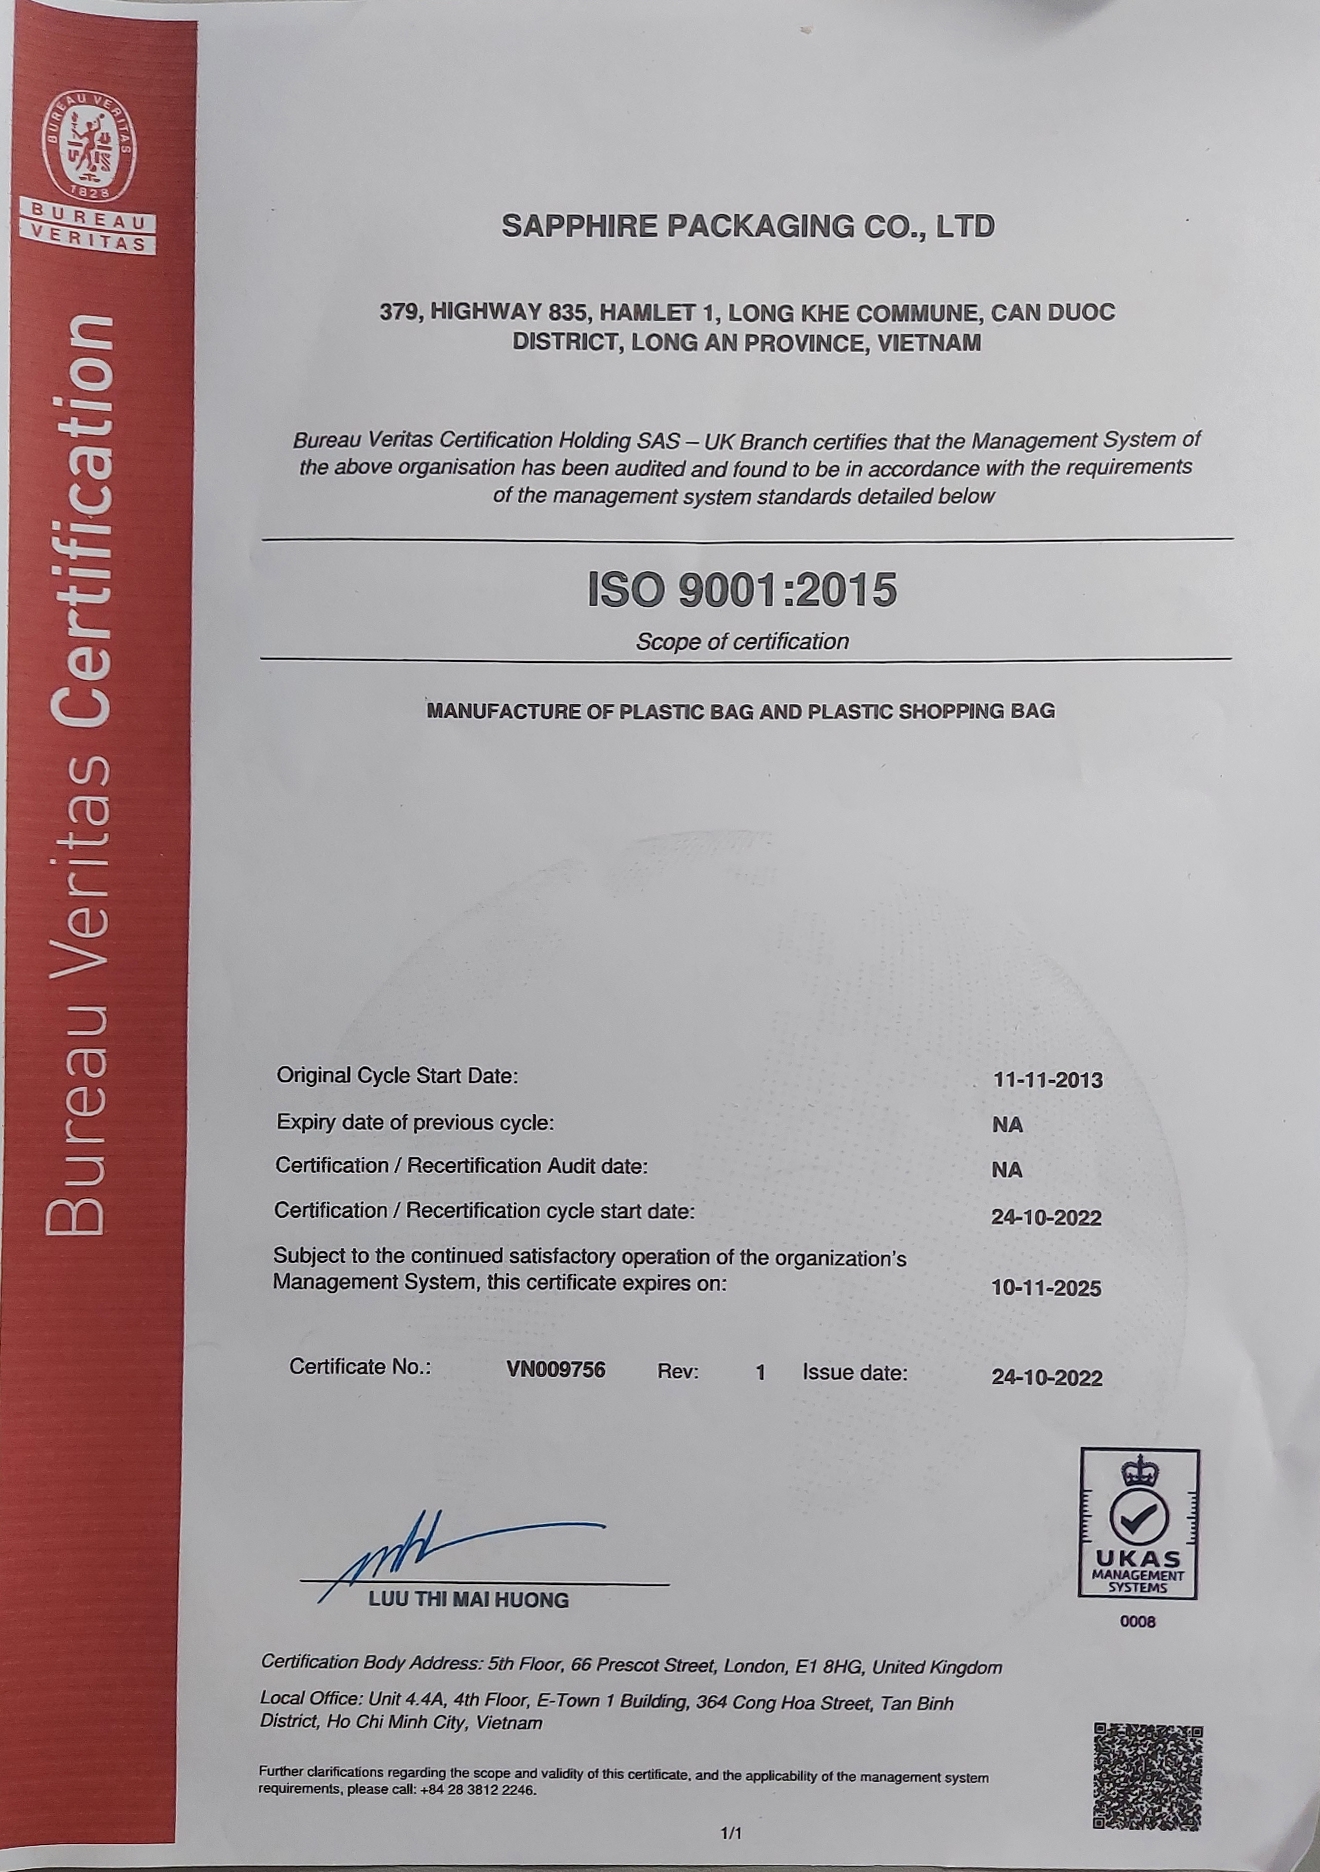 BUREAU VERITAS
1828
BUREAU
VERITAS
Bureau Veritas Certification
SAPPHIRE PACKAGING CO., LTD
379, HIGHWAY 835, HAMLET 1, LONG KHE COMMUNE, CAN DUOC
DISTRICT, LONG AN PROVINCE, VIETNAM
Bureau Veritas Certification Holding SAS – UK Branch certifies that the Management System of
the above organisation has been audited and found to be in accordance with the requirements
of the management system standards detailed below
ISO 9001:2015
Scope of certification
MANUFACTURE OF PLASTIC BAG AND PLASTIC SHOPPING BAG
Original Cycle Start Date: 11-11-2013
Expiry date of previous cycle: NA
Certification / Recertification Audit date: NA
Certification / Recertification cycle start date: 24-10-2022
Subject to the continued satisfactory operation of the organization's
Management System, this certificate expires on: 10-11-2025
Certificate No.: VN009756 Rev: 1 Issue date: 24-10-2022
LUU THI MAI HUONG
UKAS
MANAGEMENT
SYSTEMS
0008
Certification Body Address: 5th Floor, 66 Prescot Street, London, E1 8HG, United Kingdom
Local Office: Unit 4.4A, 4th Floor, E-Town 1 Building, 364 Cong Hoa Street, Tan Binh
District, Ho Chi Minh City, Vietnam
Further clarifications regarding the scope and validity of this certificate, and the applicability of the management system
requirements, please call: +84 28 3812 2246.
1/1